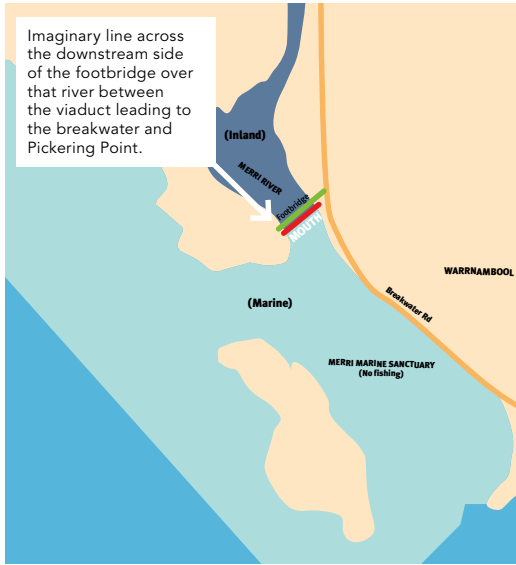 Imaginary line across
the downstream side
of the footbridge over
that river between
the viaduct leading to
the breakwater and
Pickering Point.
(Inland)
MERRI RIVER
Footbridge
MOUTH
WARRNAMBOOL
(Marine)
Breakwater Rd
MERRI MARINE SANCTUARY
(No fishing)